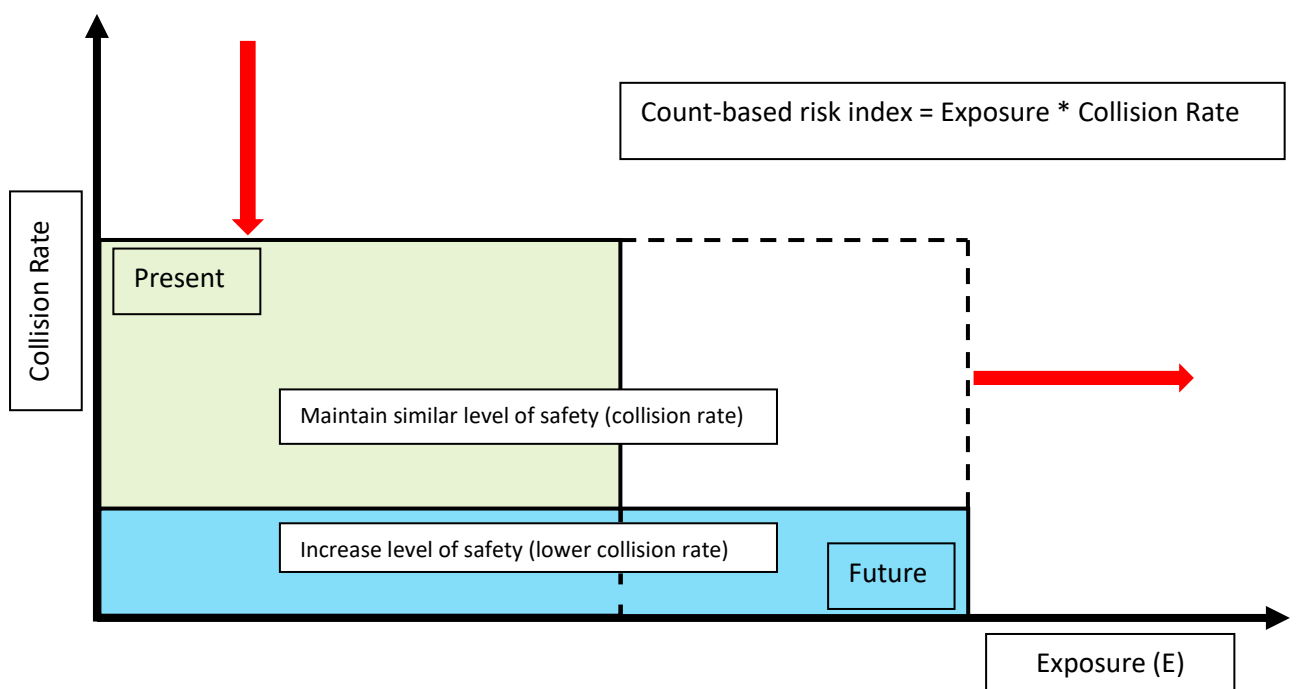 Count-based risk index = Exposure * Collision Rate
Collision Rate
Present
Maintain similar level of safety (collision rate)
Increase level of safety (lower collision rate)
Future
Exposure (E)